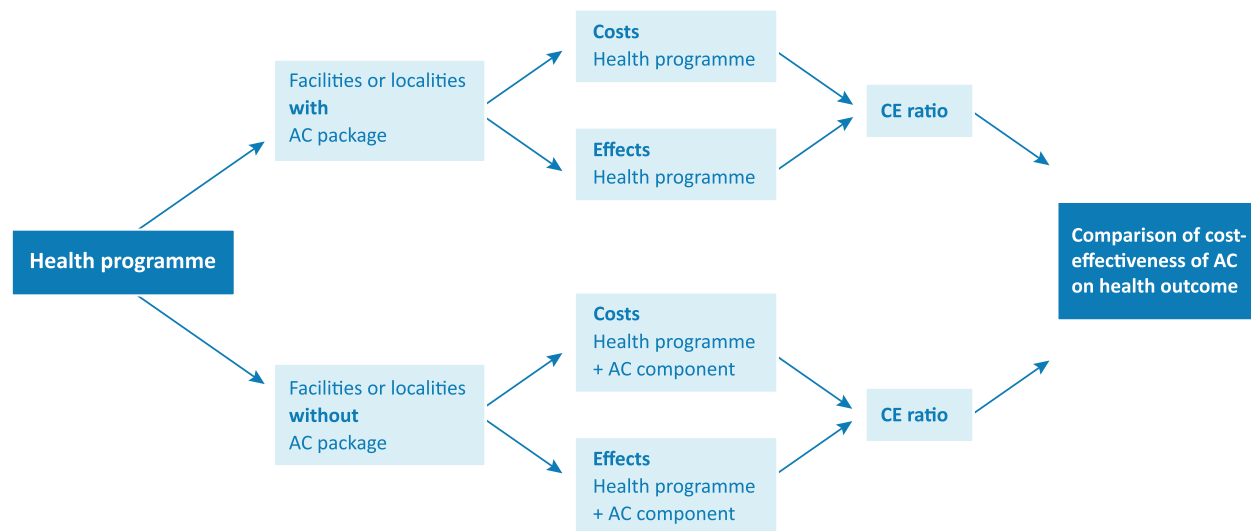 Health programme
Facilities or localities
with
AC package
Costs
Health programme
Effects
Health programme
CE ratio
Facilities or localities
without
AC package
Costs
Health programme
+ AC component
Effects
Health programme
+ AC component
CE ratio
Comparison of cost-
effectiveness of AC
on health outcome